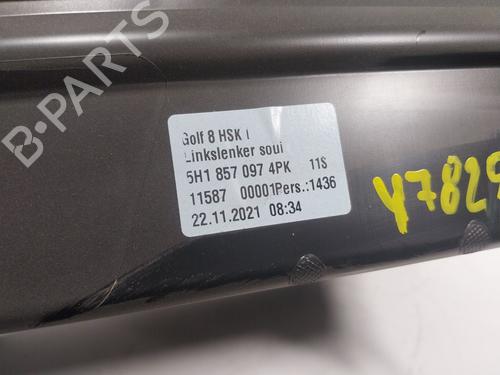 Golf 8 HSK I
Linkslenker soul
5H1 857 097 4PK 11S
11587 00001Pers.:1436
22.11.2021 08:34
Y7829
B-PARTS